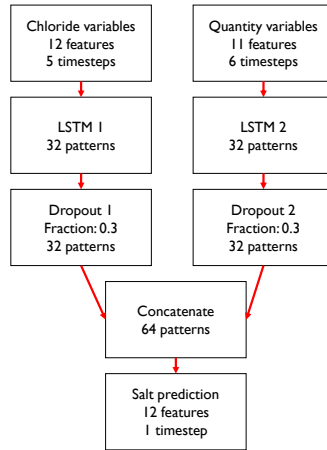 Chloride variables
12 features
5 timesteps
Quantity variables
11 features
6 timesteps
LSTM 1
32 patterns
LSTM 2
32 patterns
Dropout 1
Fraction: 0.3
32 patterns
Dropout 2
Fraction: 0.3
32 patterns
Concatenate
64 patterns
Salt prediction
12 features
1 timestep